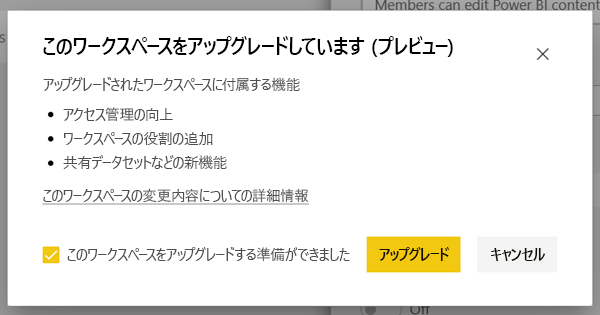 Members can edit Power BI content
このワークスペースをアップグレードしています (プレビュー)
アップグレードされたワークスペースに付属する機能
アクセス管理の向上
ワークスペースの役割の追加
共有データセットなどの新機能
このワークスペースの変更内容についての詳細情報
このワークスペースをアップグレードする準備ができました
アップグレード
キャンセル
Off